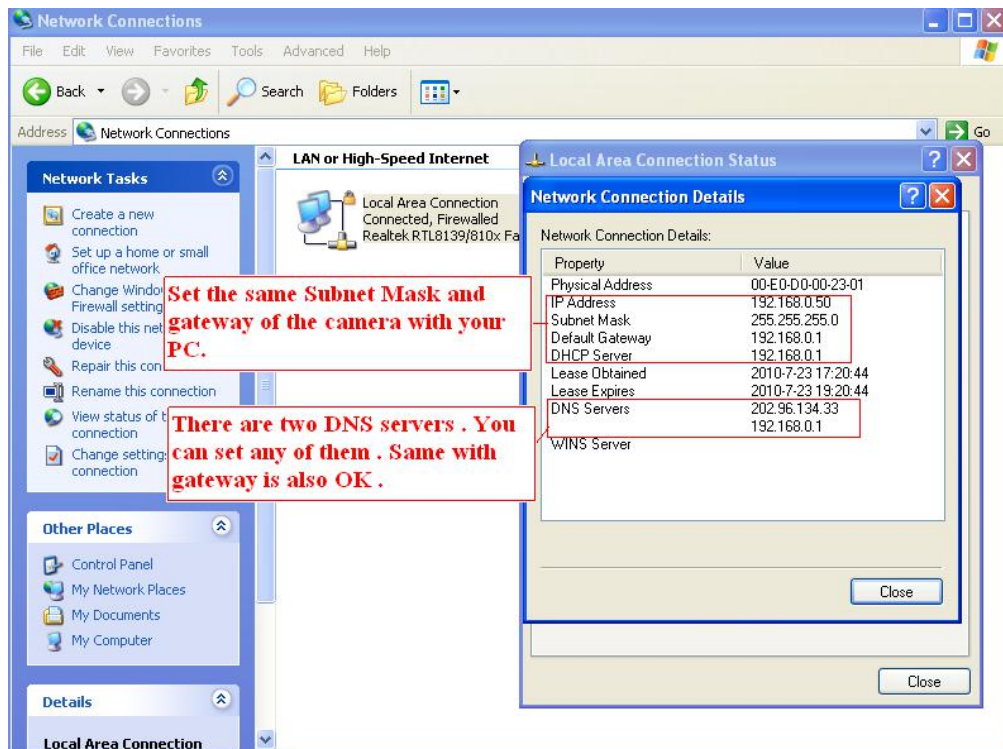 Network Connections
File Edit View Favorites Tools Advanced Help
Back Search Folders
Address Network Connections Go
Network Tasks
Create a new
connection
Set up a home or small
office network
Change Windo
Firewall setting
Disable this net
device
Repair this con
Rename this connection
View status of t
connection
Change setting
connection
Other Places
Control Panel
My Network Places
My Documents
My Computer
Details
Local Area Connection
LAN or High-Speed Internet
Local Area Connection
Connected, Firewalled
Realtek RTL8139/810x Fa
Set the same Subnet Mask and
gateway of the camera with your
PC.
There are two DNS servers . You
can set any of them . Same with
gateway is also OK .
Local Area Connection Status
Network Connection Details
Network Connection Details:
Property Value
Physical Address 00-E0-D0-00-23-01
IP Address 192.168.0.50
Subnet Mask 255.255.255.0
Default Gateway 192.168.0.1
DHCP Server 192.168.0.1
Lease Obtained 2010-7-23 17:20:44
Lease Expires 2010-7-23 19:20:44
DNS Servers 202.96.134.33
192.168.0.1
WINS Server
Close
Close